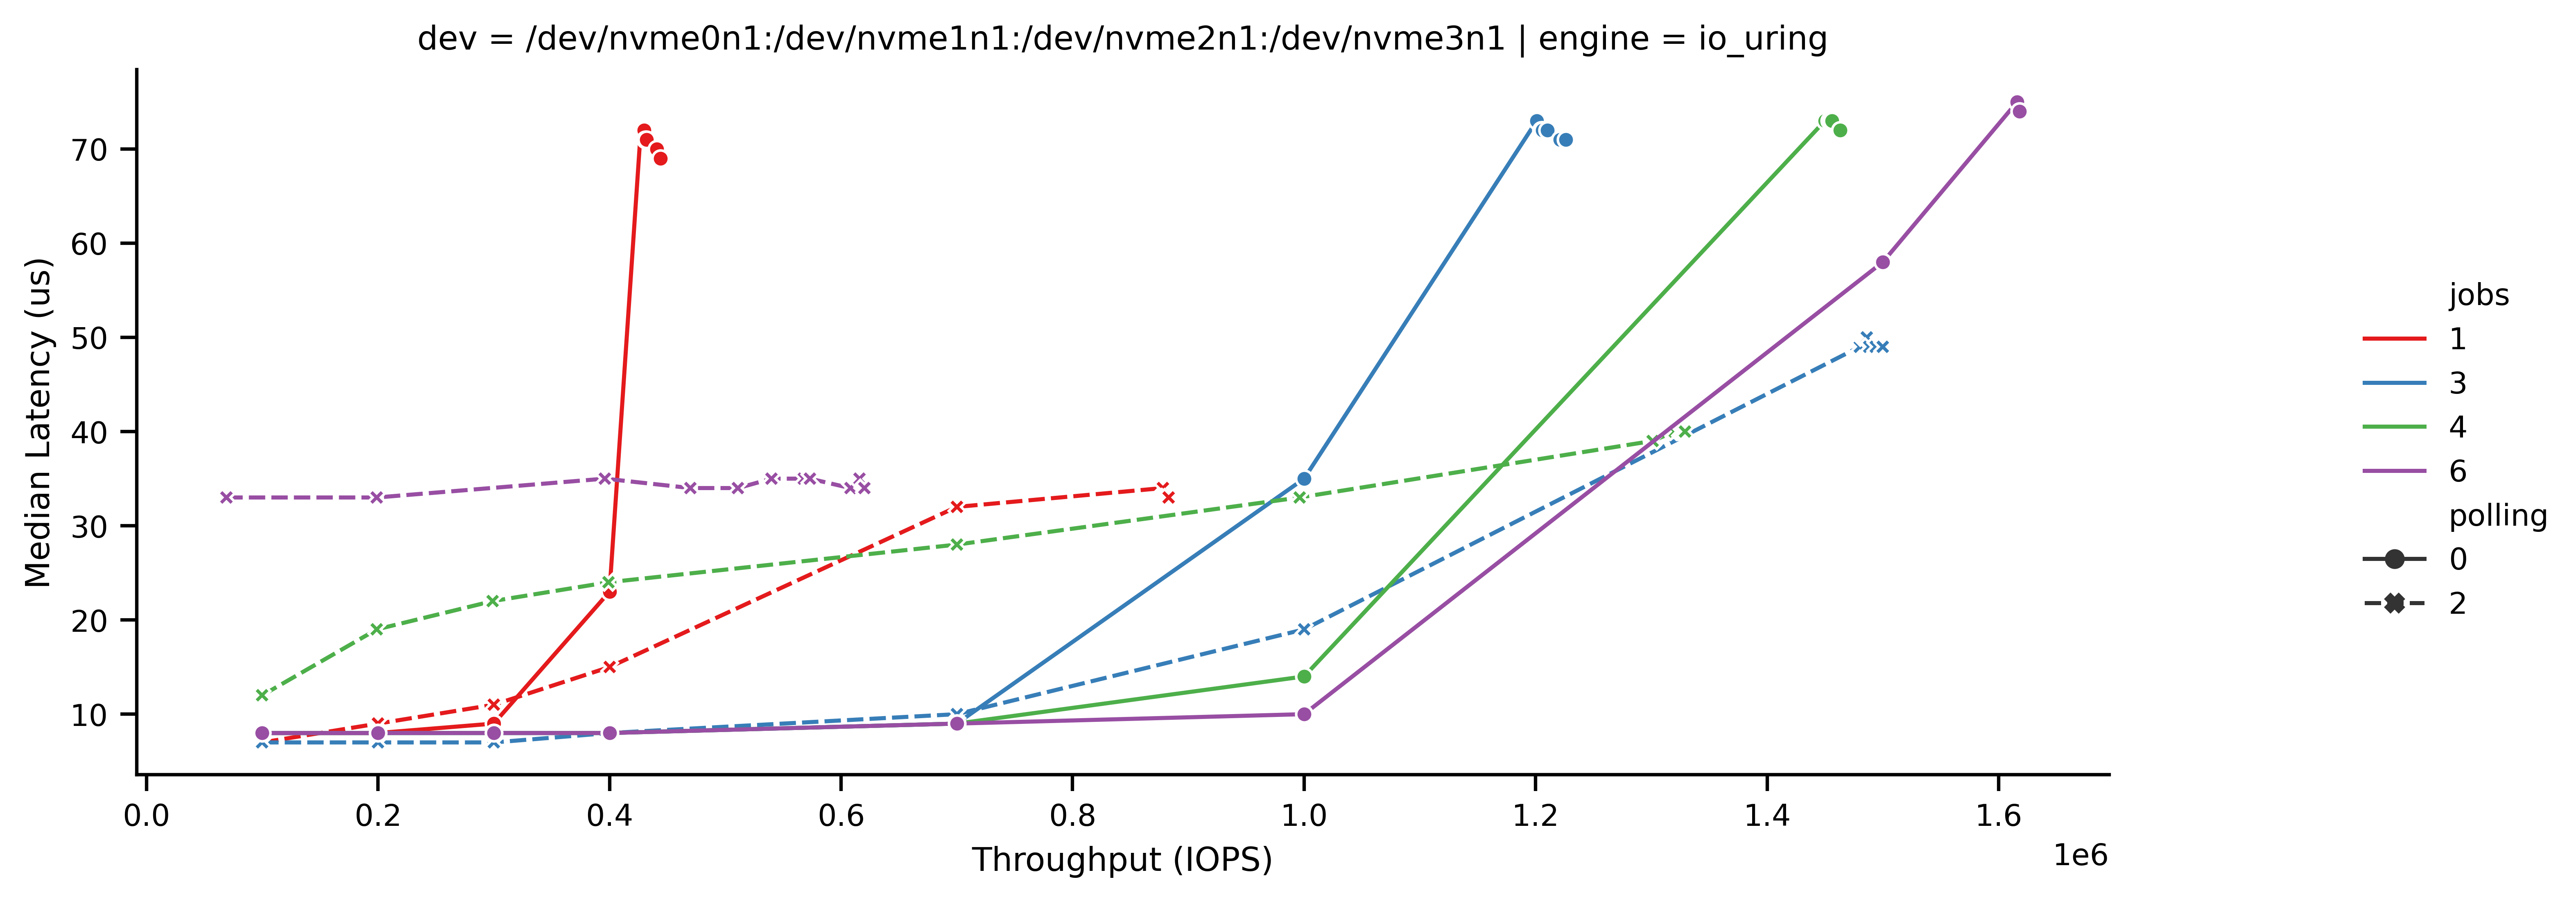 dev = /dev/nvme0n1:/dev/nvme1n1:/dev/nvme2n1:/dev/nvme3n1 | engine = io_uring
Median Latency (us)
70
60
50
40
30
20
10
0.0 0.2 0.4 0.6 0.8 1.0 1.2 1.4 1.6
1e6
Throughput (IOPS)
jobs
1
3
4
6
polling
0
2